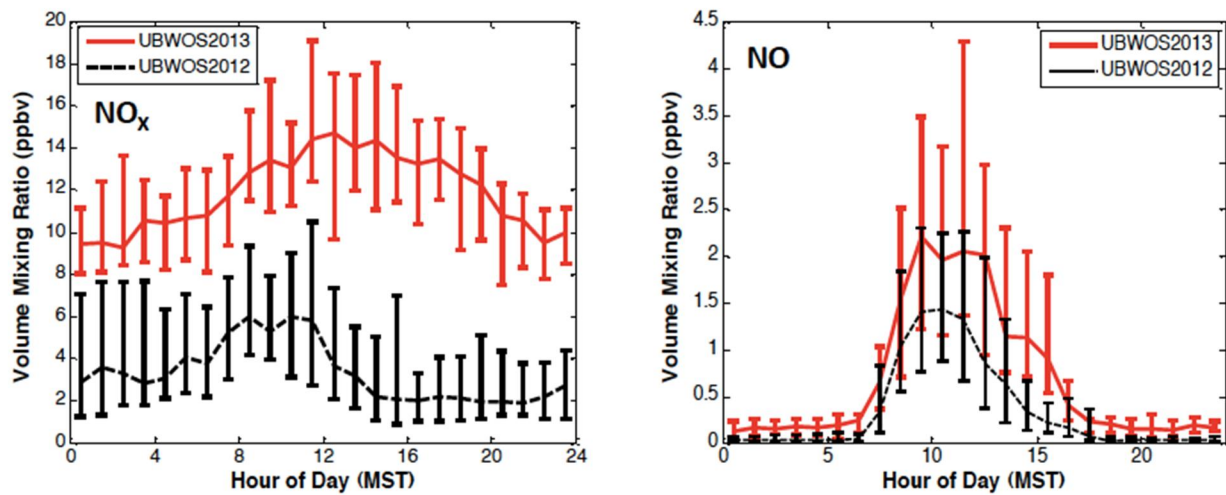 20
18
16
14
12
10
8
6
4
2
0
Volume Mixing Ratio (ppbv)
UBWOS2013
UBWOS2012
NOx
0 4 8 12 16 20 24
Hour of Day (MST)
4.5
4
3.5
3
2.5
2
1.5
1
0.5
0
Volume Mixing Ratio (ppbv)
NO
UBWOS2013
UBWOS2012
0 5 10 15 20
Hour of Day (MST)